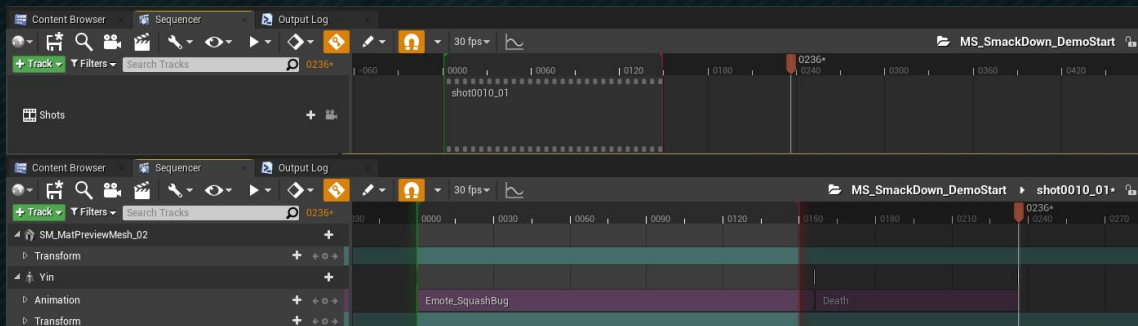 Content Browser Sequencer Output Log
30 fps MS_SmackDown_DemoStart
+ Track Filters Search Tracks 0236*
-060 0000 0060 0120 0180 0240 0300 0360 0420
0236*
shot0010_01
Shots
Content Browser Sequencer Output Log
30 fps MS_SmackDown_DemoStart shot0010_01*
+ Track Filters Search Tracks 0236*
0000 0030 0060 0090 0120 0150 0180 0210 0240 0270
0236*
SM_MatPreviewMesh_02
Transform
Yin
Animation Emote_SquashBug Death
Transform